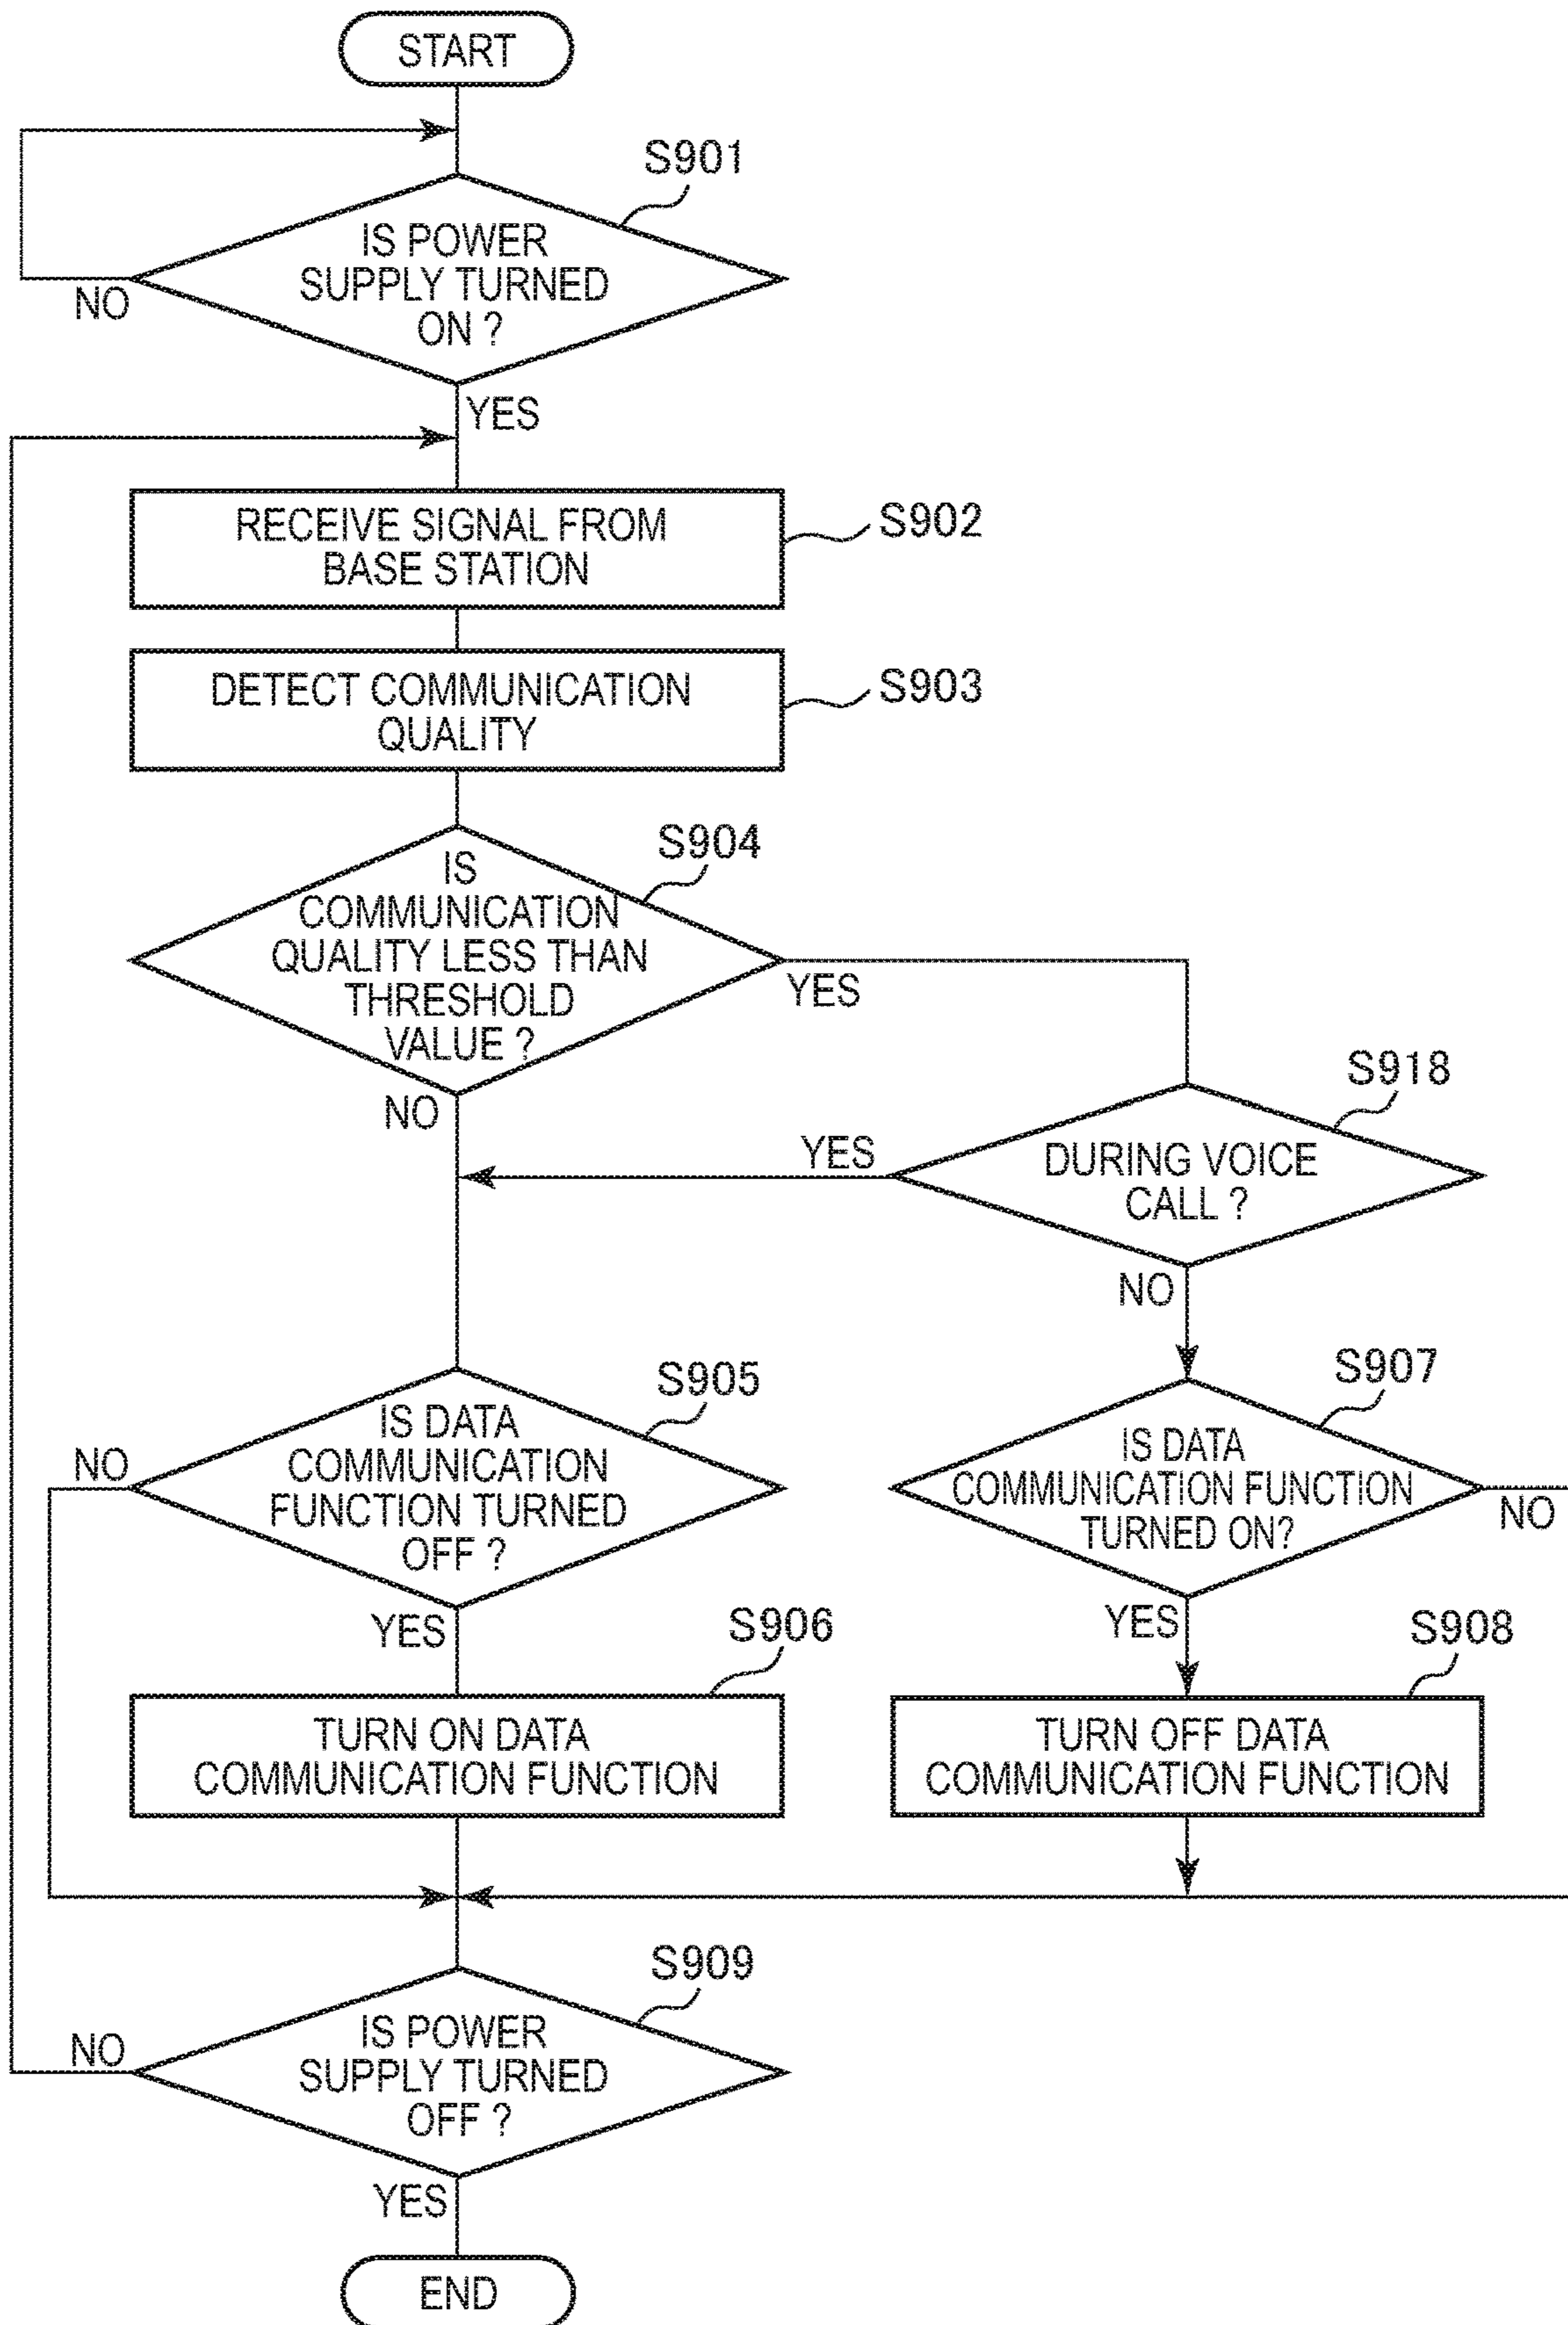 START
S901
IS POWER
SUPPLY TURNED
ON ?
NO
YES
RECEIVE SIGNAL FROM
BASE STATION
S902
DETECT COMMUNICATION
QUALITY
S903
S904
IS
COMMUNICATION
QUALITY LESS THAN
THRESHOLD
VALUE ?
YES
NO
S918
DURING VOICE
CALL ?
YES
NO
S905
IS DATA
COMMUNICATION
FUNCTION TURNED
OFF ?
NO
YES
S907
IS DATA
COMMUNICATION FUNCTION
TURNED ON?
NO
YES
S906
TURN ON DATA
COMMUNICATION FUNCTION
S908
TURN OFF DATA
COMMUNICATION FUNCTION
S909
IS POWER
SUPPLY TURNED
OFF ?
NO
YES
END